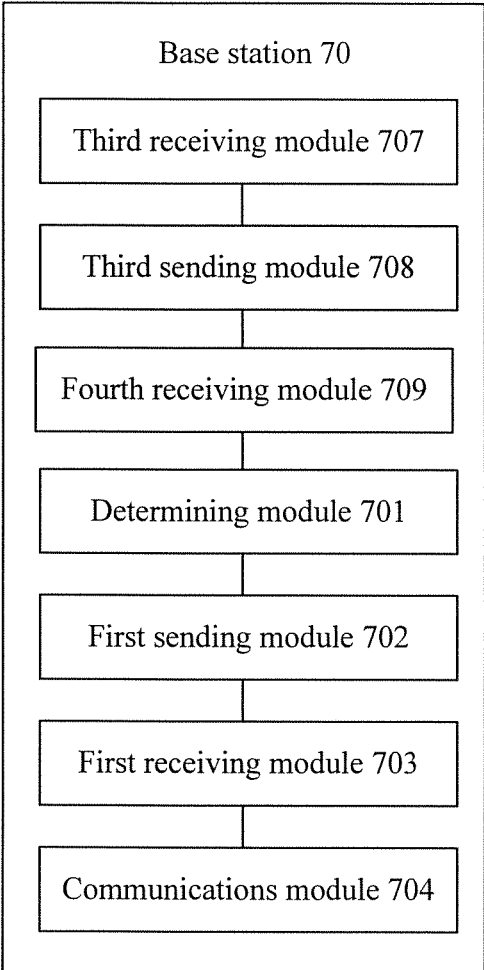 Base station 70
Third receiving module 707
Third sending module 708
Fourth receiving module 709
Determining module 701
First sending module 702
First receiving module 703
Communications module 704